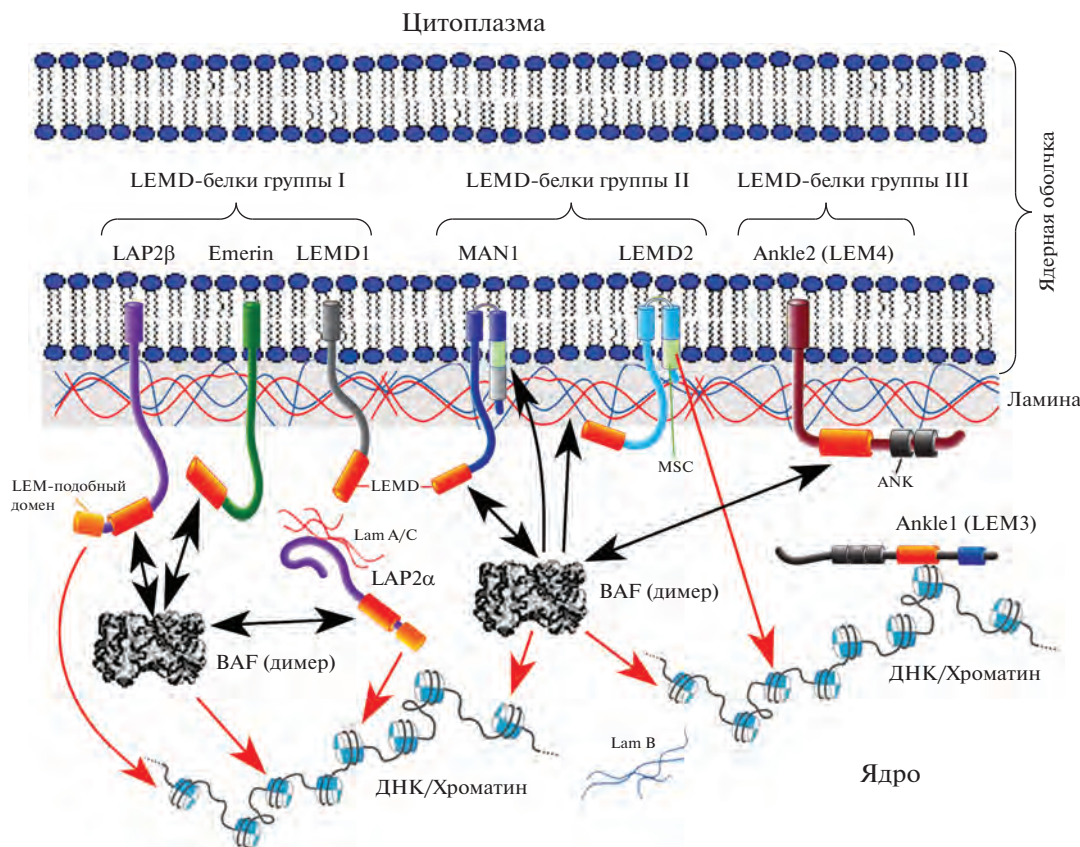 Цитоплазма
LEMD-белки группы I
LEMD-белки группы II
LEMD-белки группы III
LAP2β
Emerin
LEMD1
MAN1
LEMD2
Ankle2 (LEM4)
Ядерная оболчка
Ламина
MSC
ANK
LEM-подобный
домен
LEMD
Lam A/C
LAP2α
Ankle1 (LEM3)
BAF (димер)
BAF (димер)
ДНК/Хроматин
Lam B
ДНК/Хроматин
Ядро